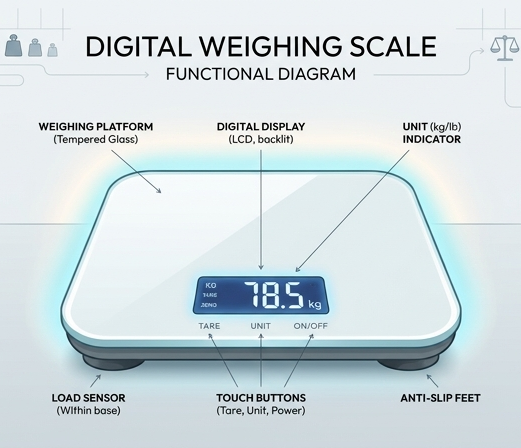 DIGITAL WEIGHING SCALE
FUNCTIONAL DIAGRAM
WEIGHING PLATFORM
(Tempered Glass)
DIGITAL DISPLAY
(LCD, backlit)
UNIT (kg/lb)
INDICATOR
KO
78.5 kg
TARE UNIT ON/OFF
LOAD SENSOR
(WIthin base)
TOUCH BUTTONS
(Tare, Unit, Power)
ANTI-SLIP FEET